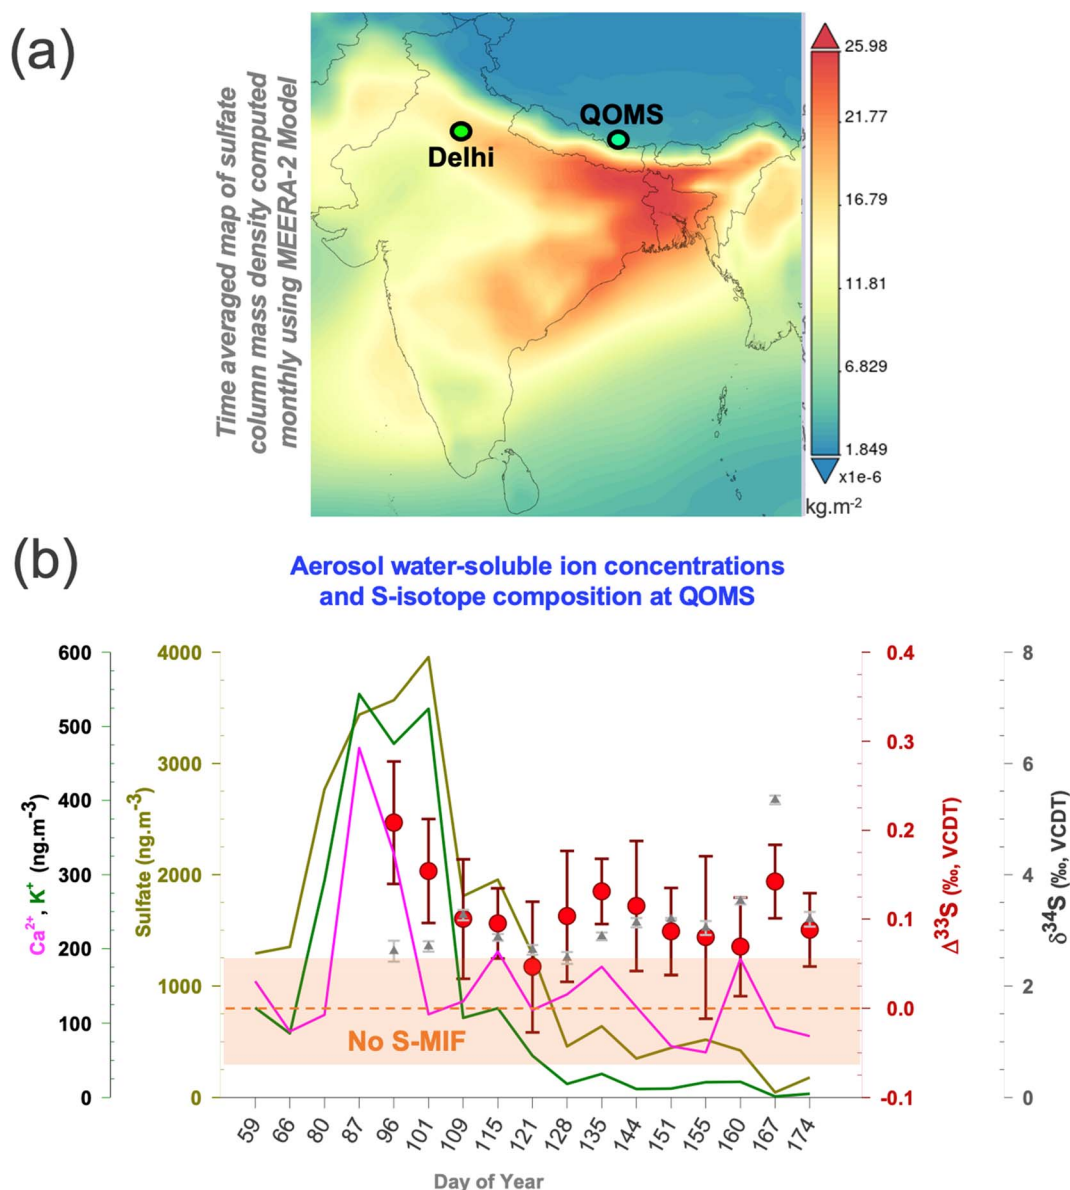 (a)
Time averaged map of sulfate
column mass density computed
monthly using MEERA-2 Model
QOMS
Delhi
25.98
21.77
16.79
11.81
6.829
1.849
x1e-6
kg.m-2
(b)
Aerosol water-soluble ion concentrations
and S-isotope composition at QOMS
Ca2+, K+ (ng.m-3)
600
500
400
300
200
100
0
Sulfate (ng.m-3)
4000
3000
2000
1000
0
No S-MIF
0.4
0.3
0.2
0.1
0.0
-0.1
Δ33S (‰, VCDT)
8
6
4
2
0
δ34S (‰, VCDT)
59 66 80 87 96 101 109 115 121 128 135 144 151 155 160 167 174
Day of Year